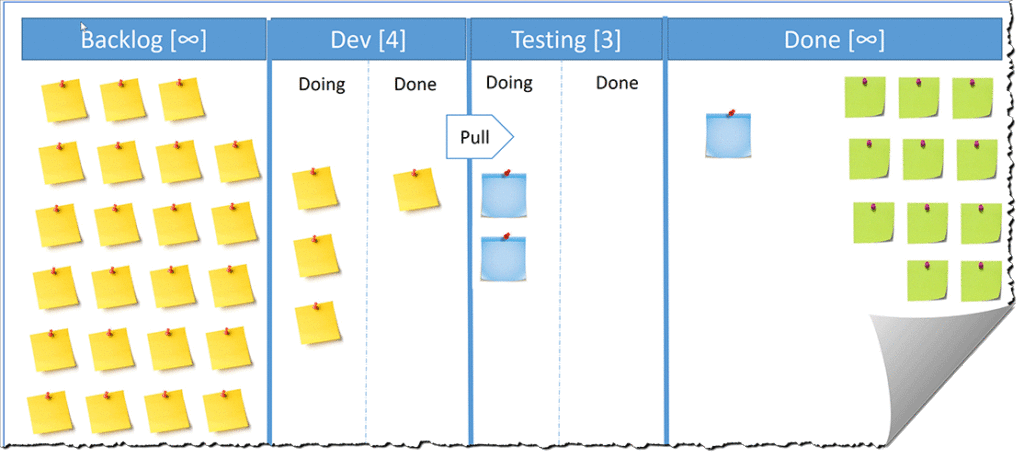 Backlog [∞]
Dev [4]
Testing [3]
Done [∞]
Doing
Done
Doing
Done
Pull